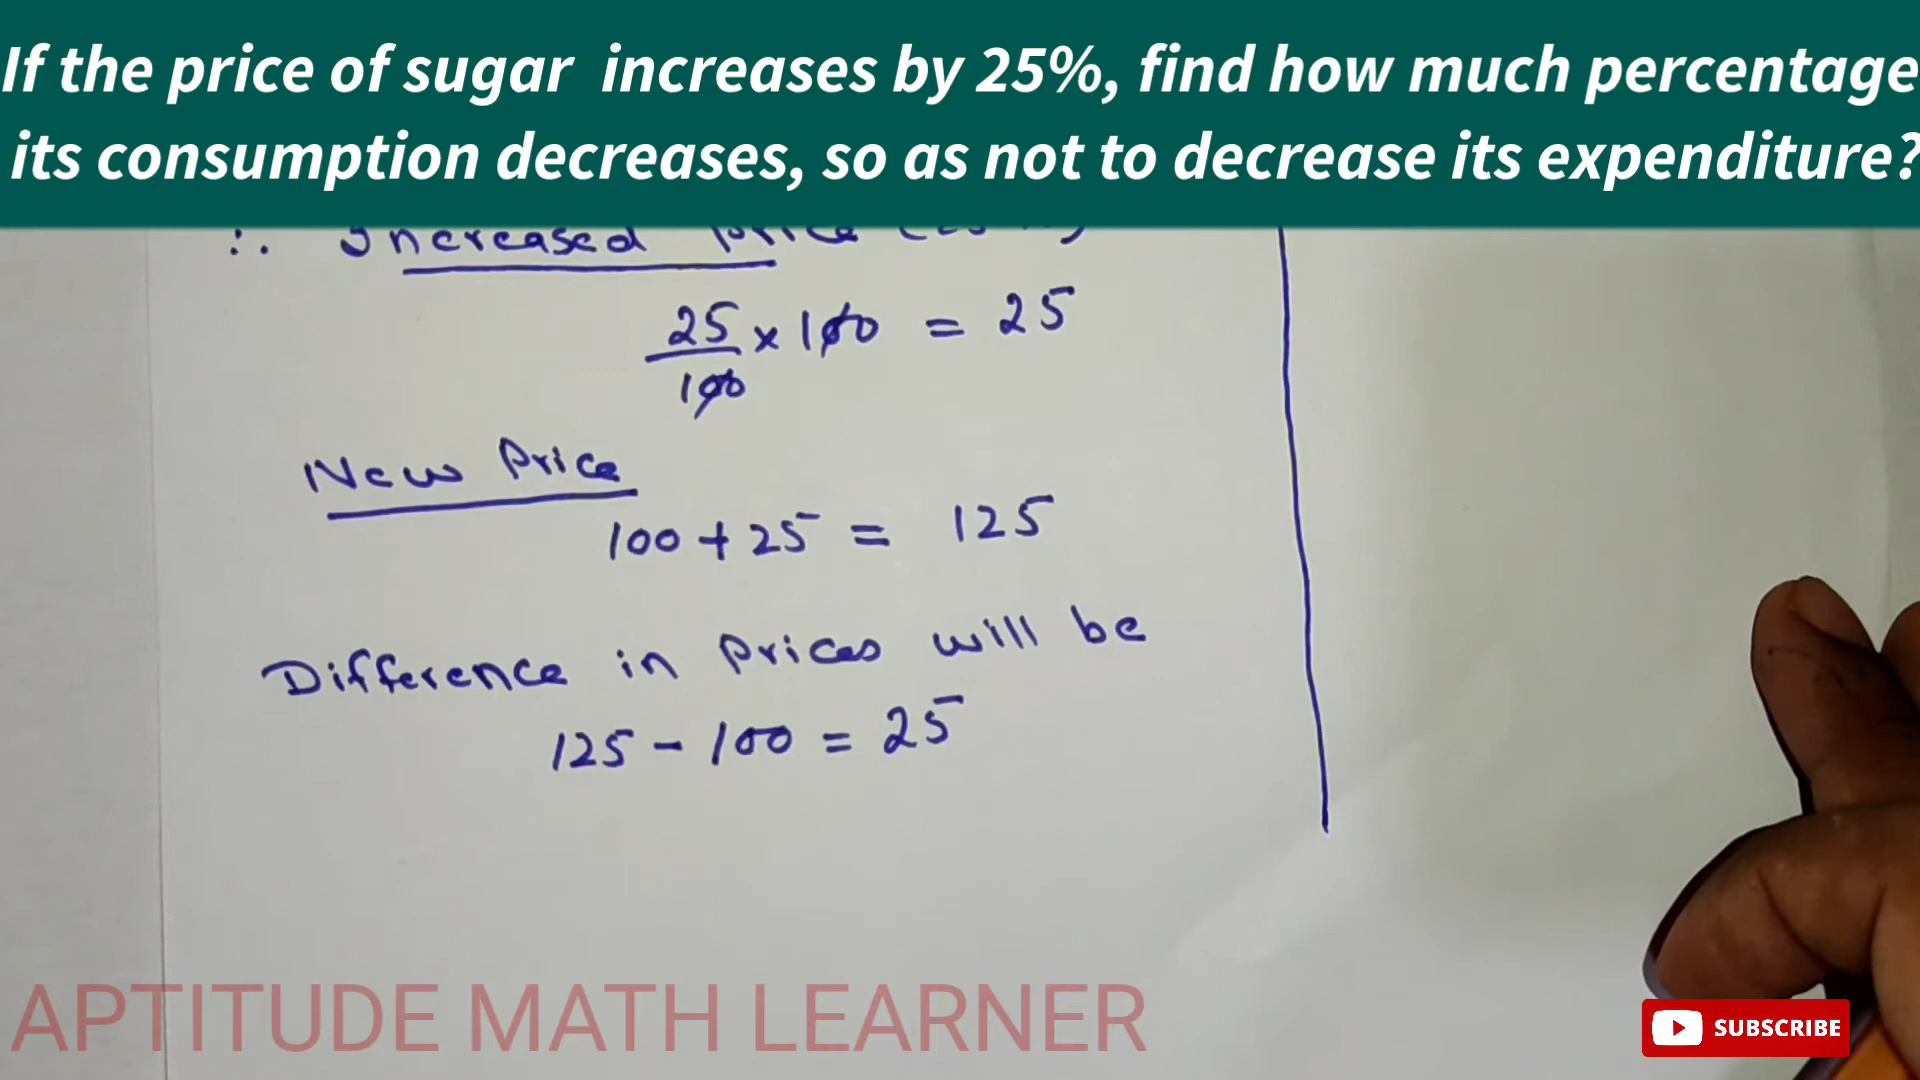 If the price of sugar increases by 25%, find how much percentage
its consumption decreases, so as not to decrease its expenditure?
∴ Increased price
25/100 × 100 = 25
New Price
100 + 25 = 125
Difference in Prices will be
125 - 100 = 25
APTITUDE MATH LEARNER
SUBSCRIBE